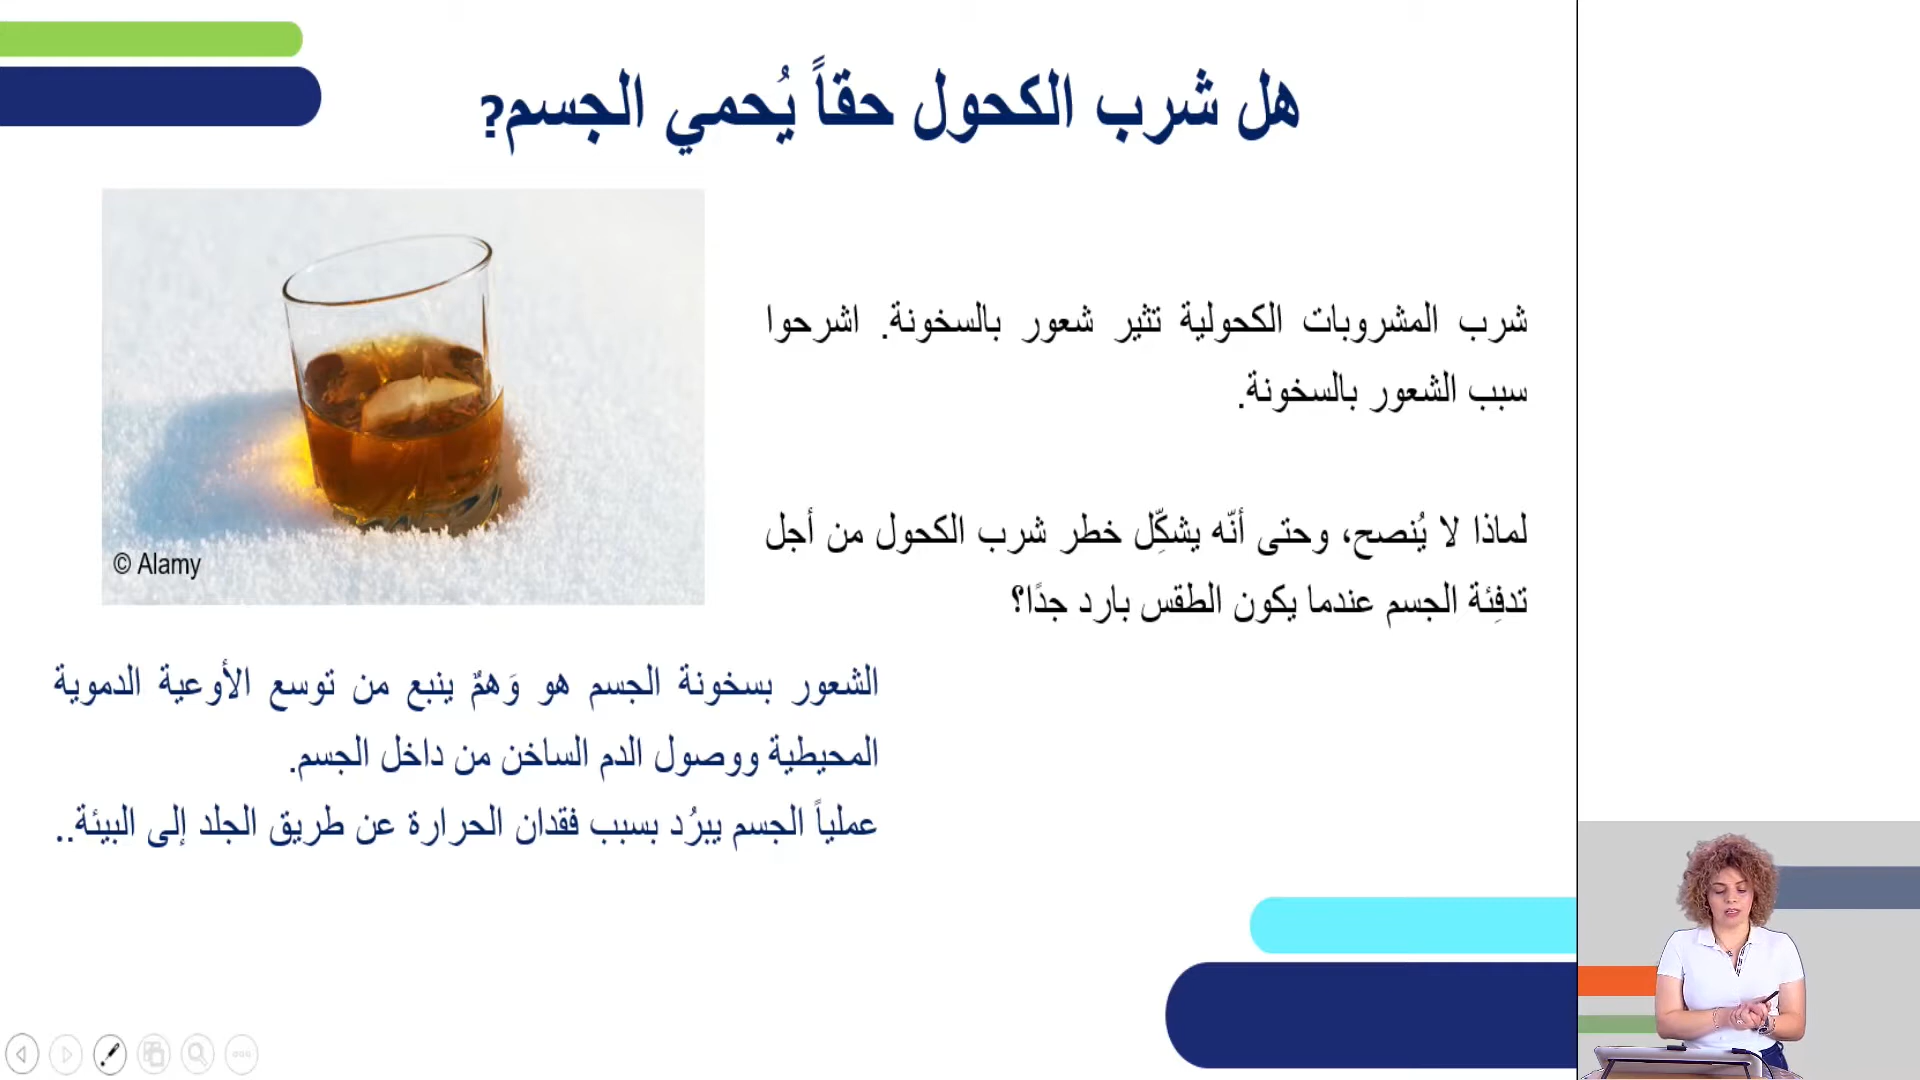 هل شرب الكحول حقاً يُحمي الجسم?
شرب المشروبات الكحولية تثير شعور بالسخونة. اشرحوا
سبب الشعور بالسخونة.
لماذا لا يُنصح، وحتى أنّه يشكِّل خطر شرب الكحول من أجل
تدفِئة الجسم عندما يكون الطقس بارد جدًا؟
© Alamy
الشعور بسخونة الجسم هو وَهمٌ ينبع من توسع الأوعية الدموية
المحيطية ووصول الدم الساخن من داخل الجسم.
عملياً الجسم يبرُد بسبب فقدان الحرارة عن طريق الجلد إلى البيئة..